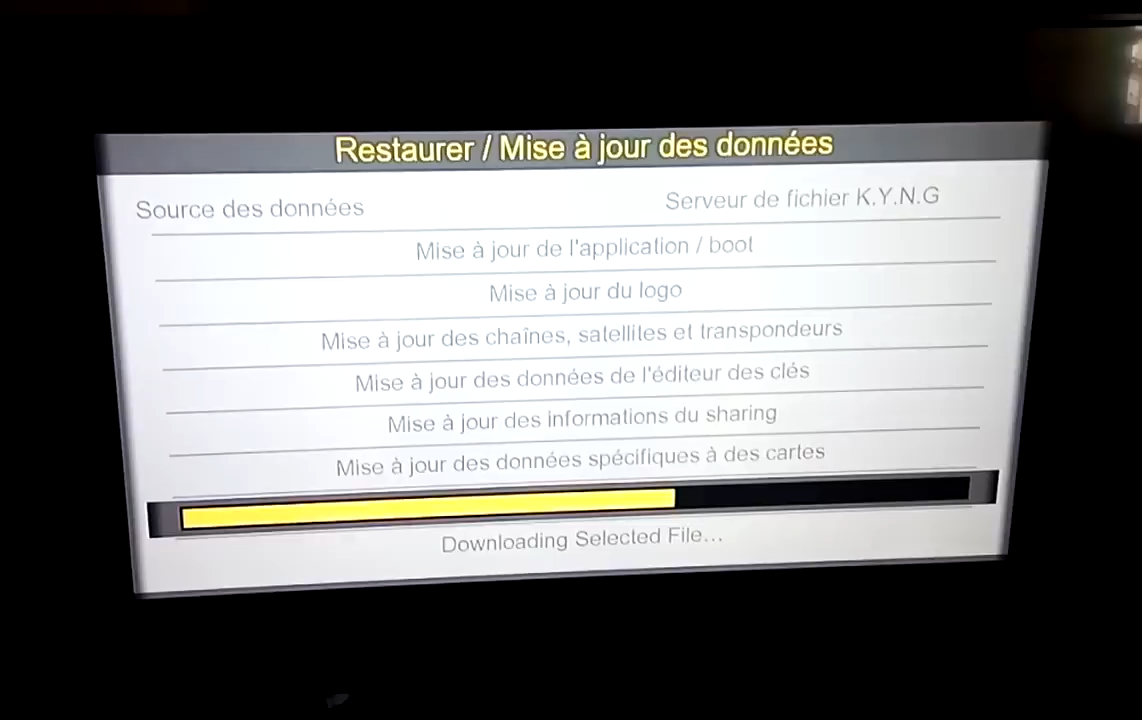 Restaurer / Mise à jour des données
Source des données Serveur de fichier K.Y.N.G
Mise à jour de l'application / boot
Mise à jour du logo
Mise à jour des chaînes, satellites et transpondeurs
Mise à jour des données de l'éditeur des clés
Mise à jour des informations du sharing
Mise à jour des données spécifiques à des cartes
Downloading Selected File...